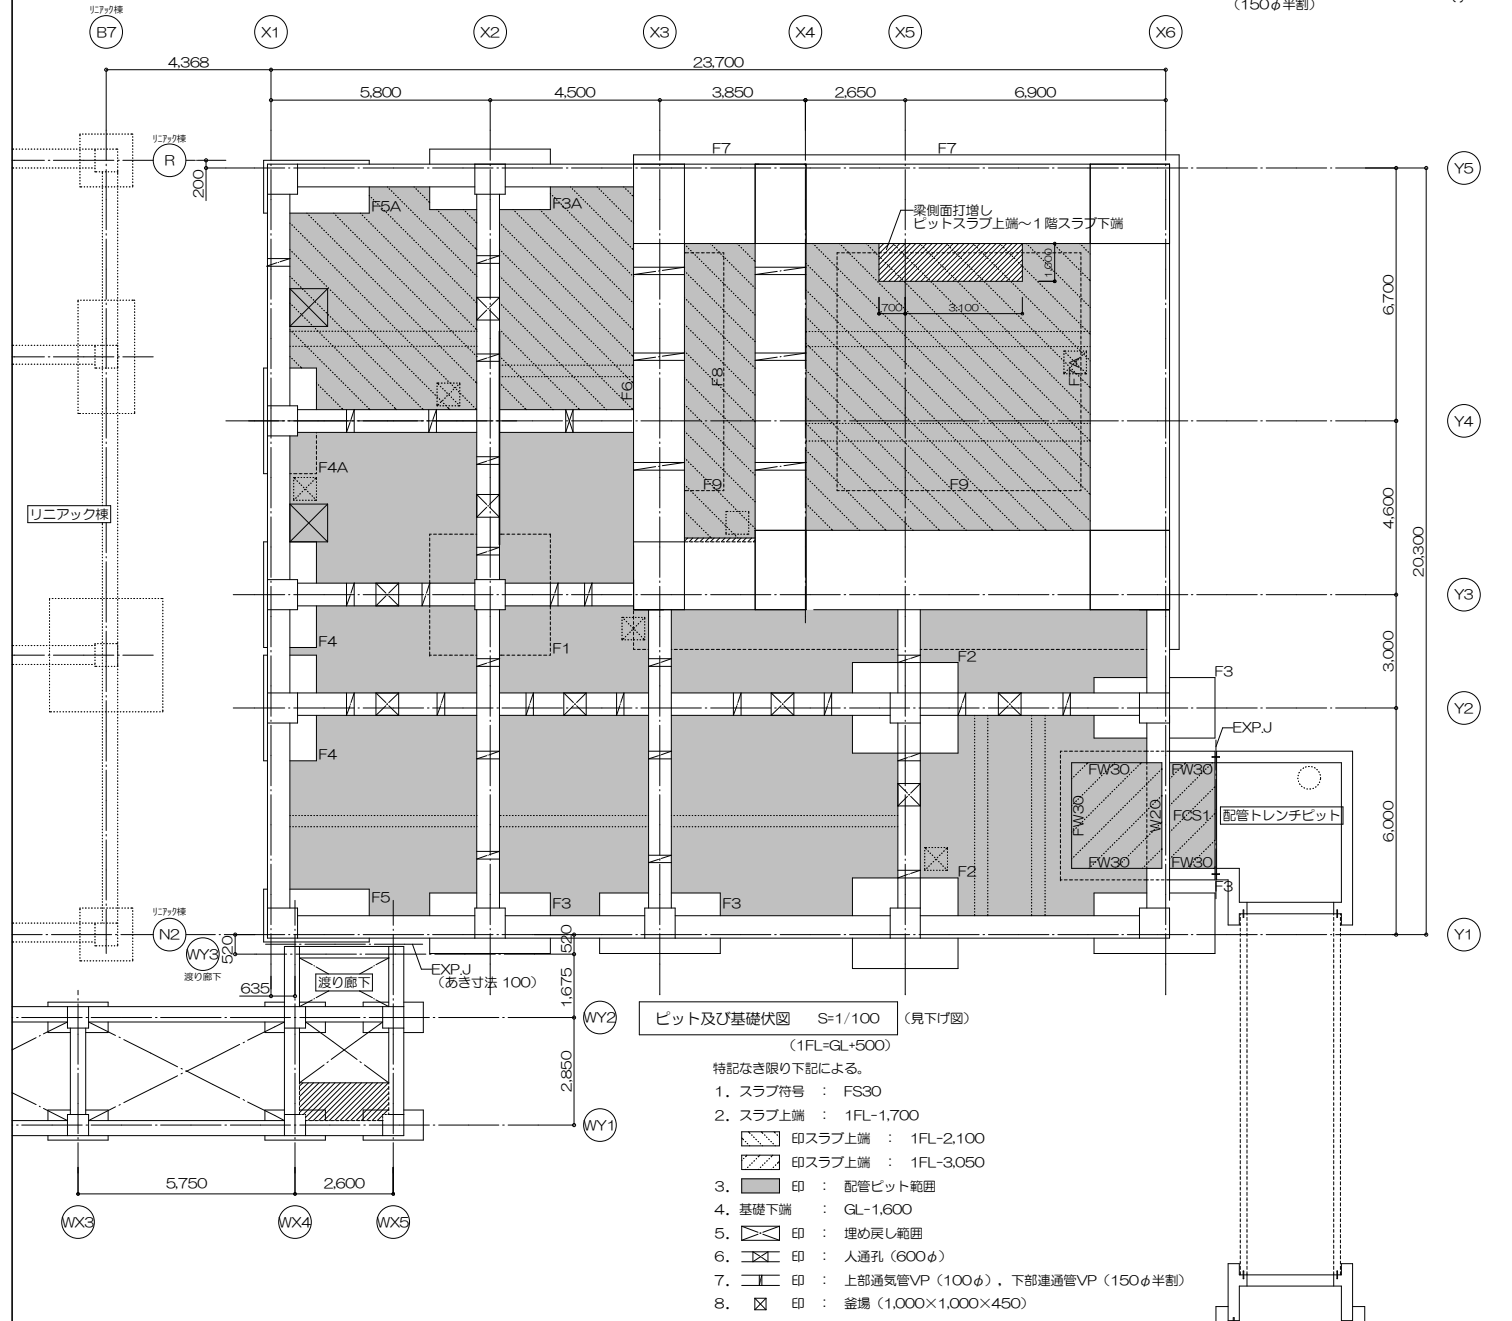 (150φ半割)
リニアック棟
B7
X1
X2
X3
X4
X5
X6
4,368
23,700
5,800
4,500
3,850
2,650
6,900
リニアック棟
R
200
F7
F7
Y5
F5A
F3A
梁側面打増し
ピットスラブ上端～1階スラブ下端
1,000
700
3,100
6,700
F6
F8
F7A
Y4
F4A
F9
F9
リニアック棟
4,600
20,300
Y3
F4
F1
F2
3,000
F3
Y2
EXP.J
F4
FW30
FW30
FW30
W20
FCS1
配管トレンチピット
6,000
FW30
FW30
F2
F3
F5
F3
F3
リニアック棟
N2
Y1
520
WY3
渡り廊下
520
EXP.J
(あき寸法 100)
渡り廊下
635
1,675
WY2
2,850
WY1
5,750
2,600
WX3
WX4
WX5
ピット及び基礎伏図 S=1/100 (見下げ図)
(1FL=GL+500)
特記なき限り下記による。
1. スラブ符号 : FS30
2. スラブ上端 : 1FL-1,700
印スラブ上端 : 1FL-2,100
印スラブ上端 : 1FL-3,050
3. 印 : 配管ピット範囲
4. 基礎下端 : GL-1,600
5. 印 : 埋め戻し範囲
6. 印 : 人通孔 (600φ)
7. 印 : 上部通気管VP (100φ) , 下部連通管VP (150φ半割)
8. 印 : 釜場 (1,000×1,000×450)